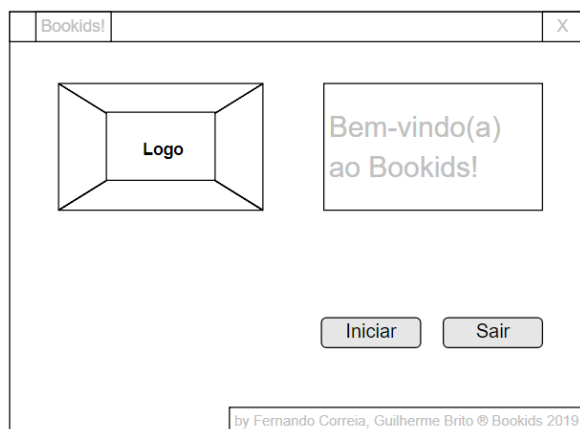 Bookids!
X
Logo
Bem-vindo(a)
ao Bookids!
Iniciar
Sair
by Fernando Correia, Guilherme Brito ® Bookids 2019